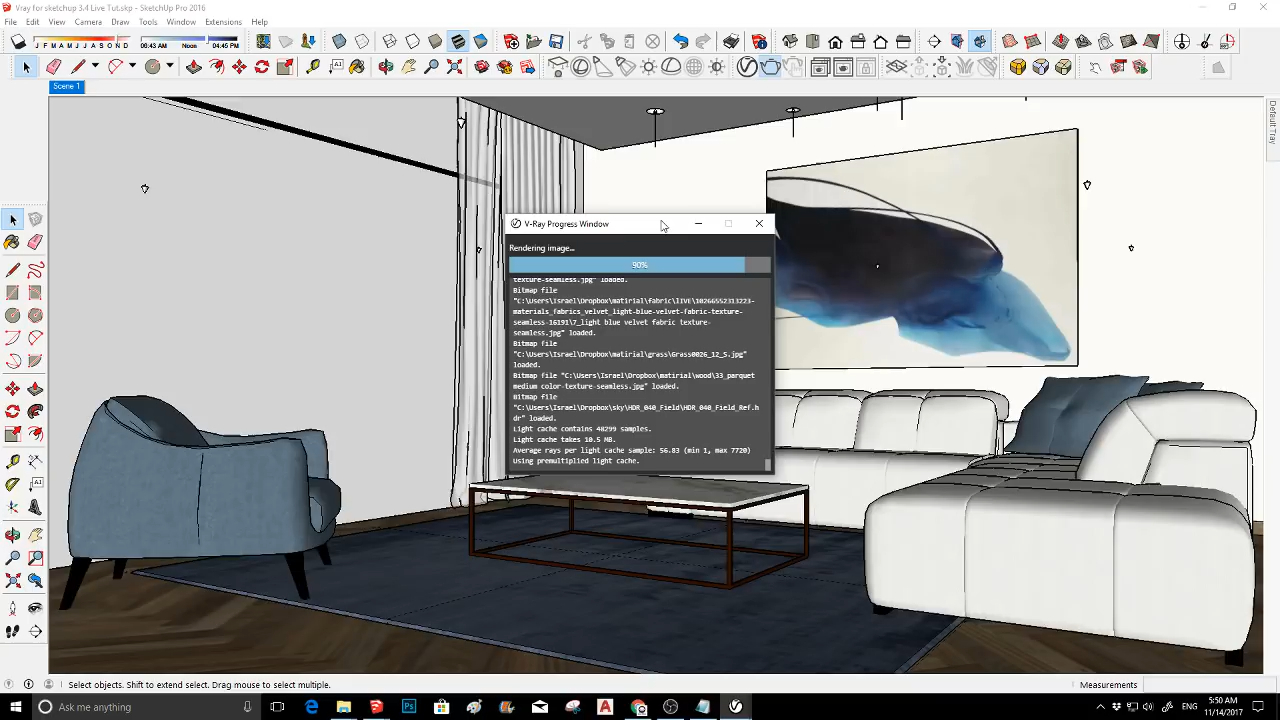 Vray for sketchup 3.4 Live Tut.skp - SketchUp Pro 2016
File Edit View Camera Draw Tools Window Extensions Help
J F M A M J J A S O N D 06:43 AM Noon 04:45 PM
Scene 1
Default Tray
V-Ray Progress Window
Rendering image...
90%
texture-seamless.jpg" loaded.
Bitmap file
"C:\Users\Israel\Dropbox\matirial\fabric\lIVE\10266552313223-
materials_fabrics_velvet_light-blue-velvet-fabric-texture-
seamless-16191\7_light blue velvet fabric texture-
seamless.jpg" loaded.
Bitmap file
"C:\Users\Israel\Dropbox\matirial\grass\Grass0026_12_S.jpg"
loaded.
Bitmap file "C:\Users\Israel\Dropbox\matirial\wood\33_parquet
medium color-texture-seamless.jpg" loaded.
Bitmap file
"C:\Users\Israel\Dropbox\sky\HDR_040_Field\HDR_040_Field_Ref.h
dr" loaded.
Light cache contains 48299 samples.
Light cache takes 10.5 MB.
Average rays per light cache sample: 56.83 (min 1, max 7720)
Using premultiplied light cache.
Select objects. Shift to extend select. Drag mouse to select multiple.
Measurements
Ask me anything
ENG
5:50 AM
11/14/2017